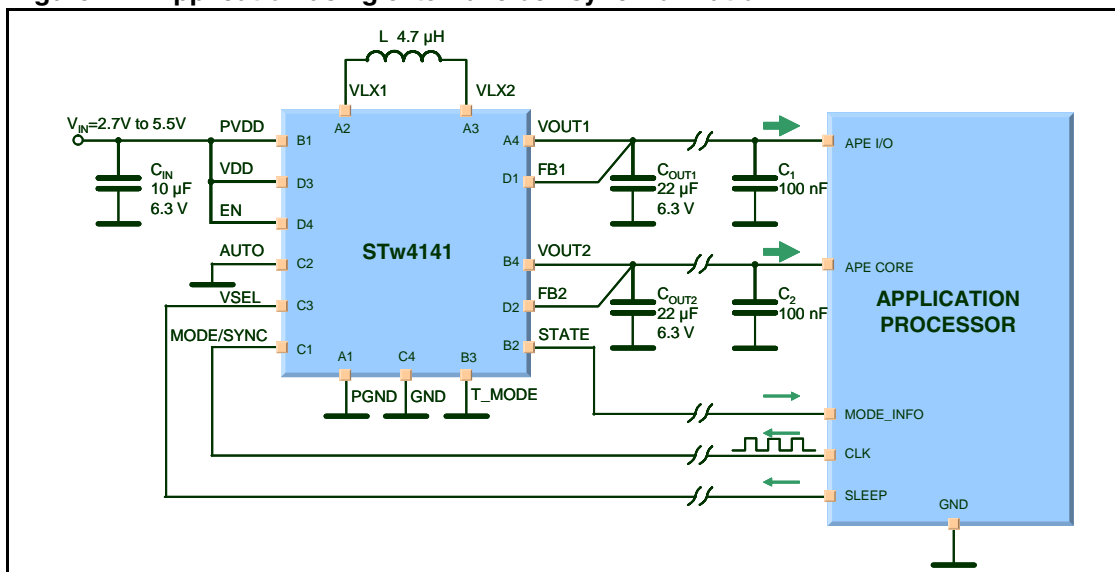 L 4.7 µH
VLX1
VLX2
A2
A3
VIN=2.7V to 5.5V
PVDD
B1
VDD
D3
EN
D4
AUTO
C2
VSEL
C3
MODE/SYNC
C1
CIN
10 µF
6.3 V
STw4141
A4
VOUT1
D1
FB1
B4
VOUT2
D2
FB2
B2
STATE
A1
C4
B3
PGND
GND
T_MODE
COUT1
22 µF
6.3 V
C1
100 nF
COUT2
22 µF
6.3 V
C2
100 nF
APE I/O
APE CORE
APPLICATION
PROCESSOR
MODE_INFO
CLK
SLEEP
GND